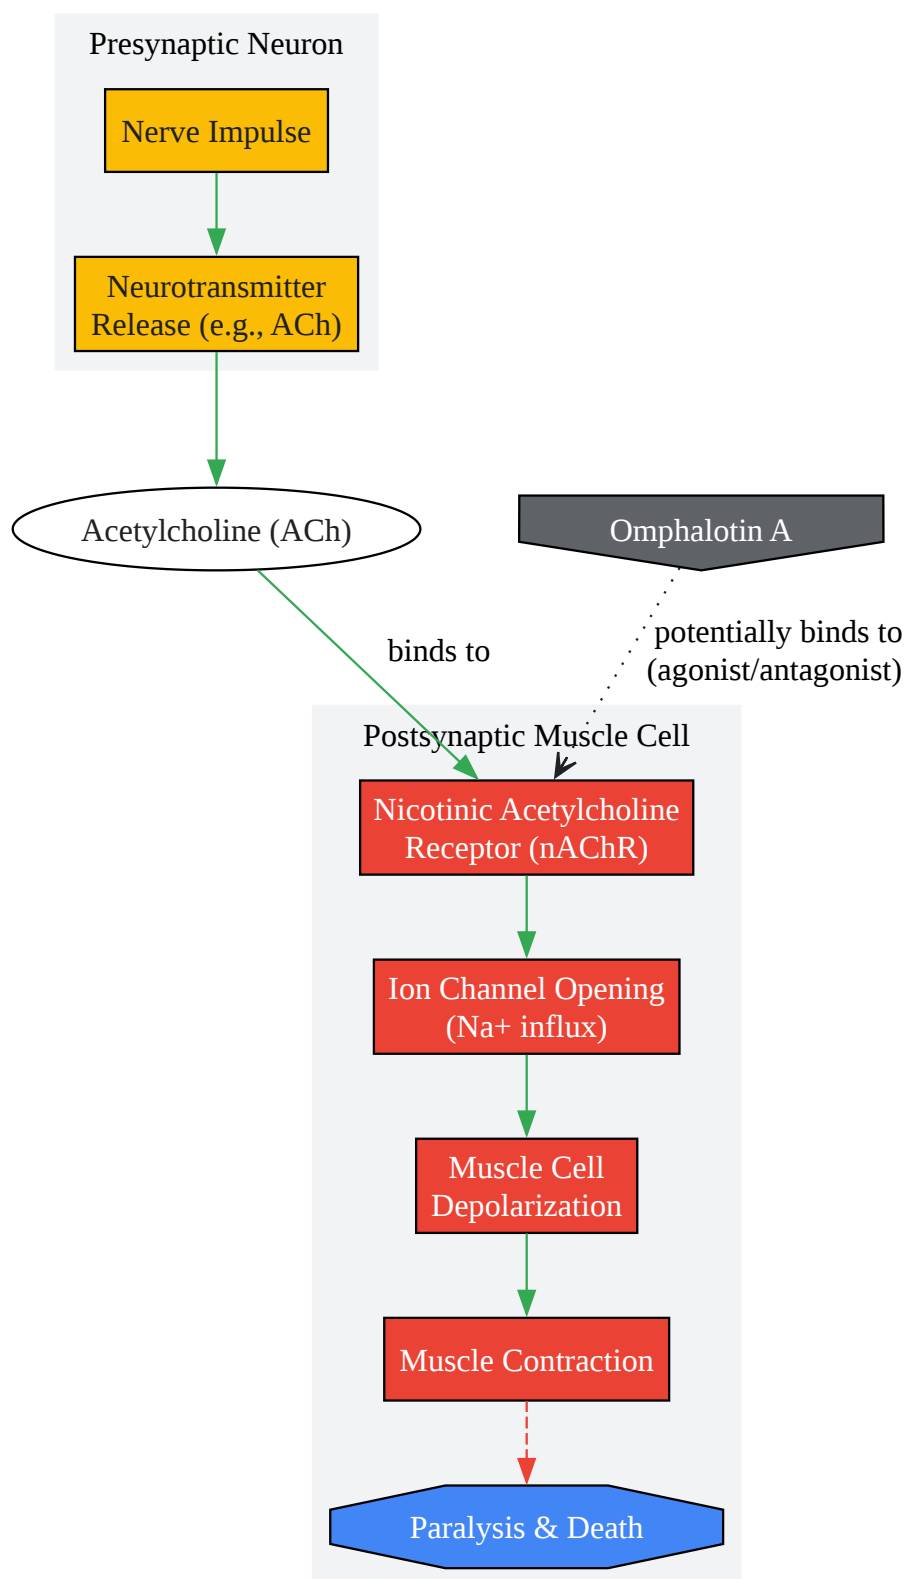 Presynaptic Neuron
Nerve Impulse
Neurotransmitter
Release (e.g., ACh)
Acetylcholine (ACh)
Omphalotin A
binds to
potentially binds to
(agonist/antagonist)
Postsynaptic Muscle Cell
Nicotinic Acetylcholine
Receptor (nAChR)
Ion Channel Opening
(Na+ influx)
Muscle Cell
Depolarization
Muscle Contraction
Paralysis & Death